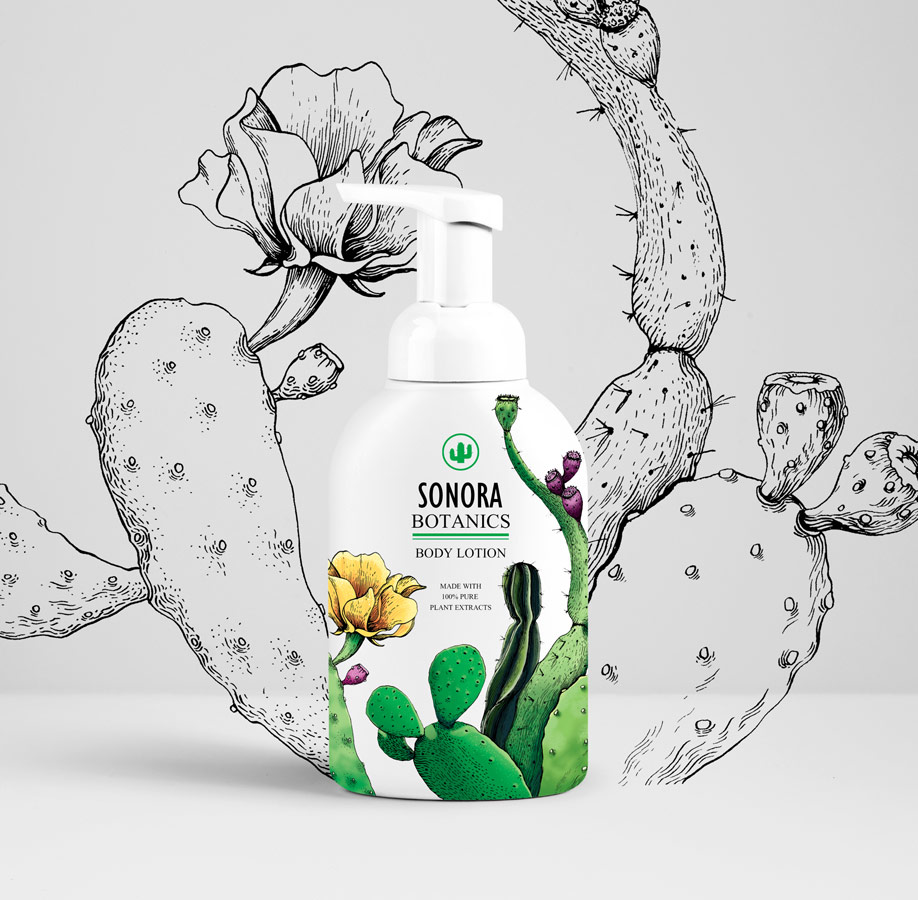 SONORA
BOTANICS
BODY LOTION
MADE WITH
100% PURE
PLANT EXTRACTS